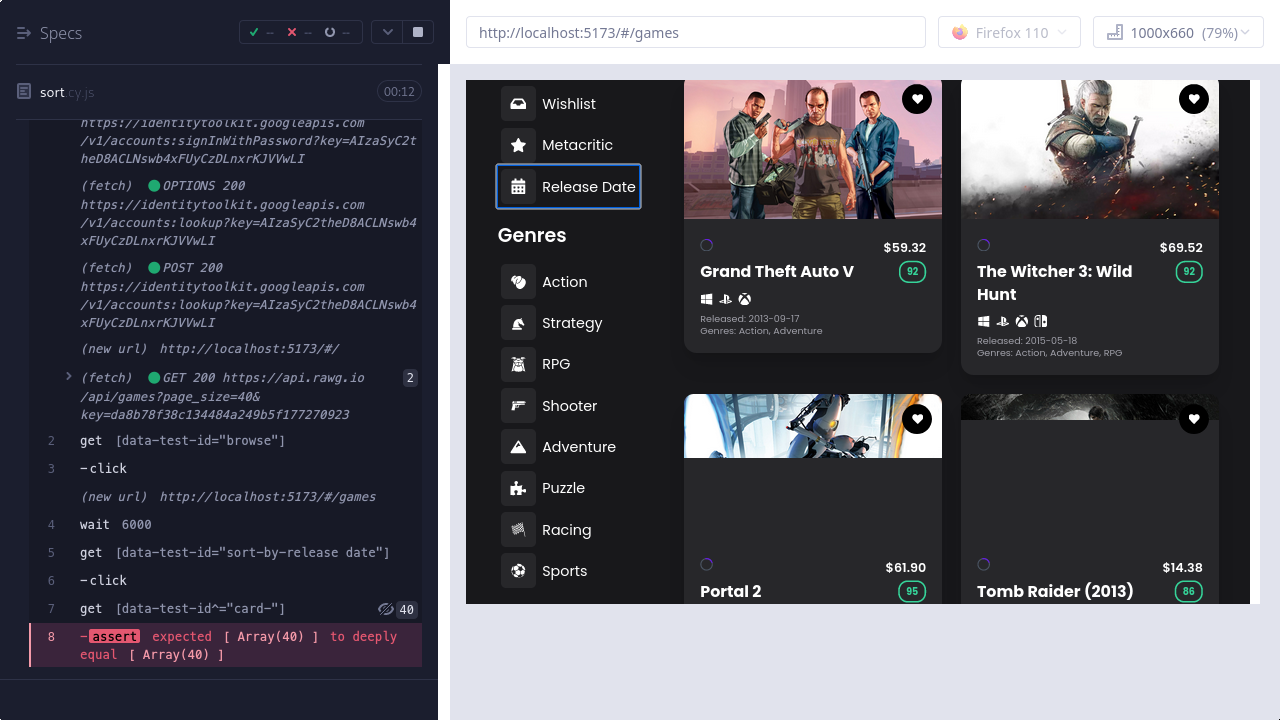 Specs
--
--
--
http://localhost:5173/#/games
Firefox 110
1000x660 (79%)
sort.cy.js
00:12
https://identitytoolkit.googleapis.com
/v1/accounts:signInWithPassword?key=AIzaSyC2t
heD8ACLNswb4xFUyCzDLnxrKJVVwLI
(fetch) OPTIONS 200
https://identitytoolkit.googleapis.com
/v1/accounts:lookup?key=AIzaSyC2theD8ACLNswb4
xFUyCzDLnxrKJVVwLI
(fetch) POST 200
https://identitytoolkit.googleapis.com
/v1/accounts:lookup?key=AIzaSyC2theD8ACLNswb4
xFUyCzDLnxrKJVVwLI
(new url) http://localhost:5173/#/
(fetch) GET 200 https://api.rawg.io 2
/api/games?page_size=40&
key=da8b78f38c134484a249b5f177270923
2 get [data-test-id="browse"]
3 -click
(new url) http://localhost:5173/#/games
4 wait 6000
5 get [data-test-id="sort-by-release date"]
6 -click
7 get [data-test-id^="card-"] 40
8 -assert expected [ Array(40) ] to deeply
equal [ Array(40) ]
Wishlist
Metacritic
Release Date
Genres
Action
Strategy
RPG
Shooter
Adventure
Puzzle
Racing
Sports
$59.32
Grand Theft Auto V 92
Released: 2013-09-17
Genres: Action, Adventure
$69.52
The Witcher 3: Wild 92
Hunt
Released: 2015-05-18
Genres: Action, Adventure, RPG
$61.90
Portal 2 95
$14.38
Tomb Raider (2013) 86